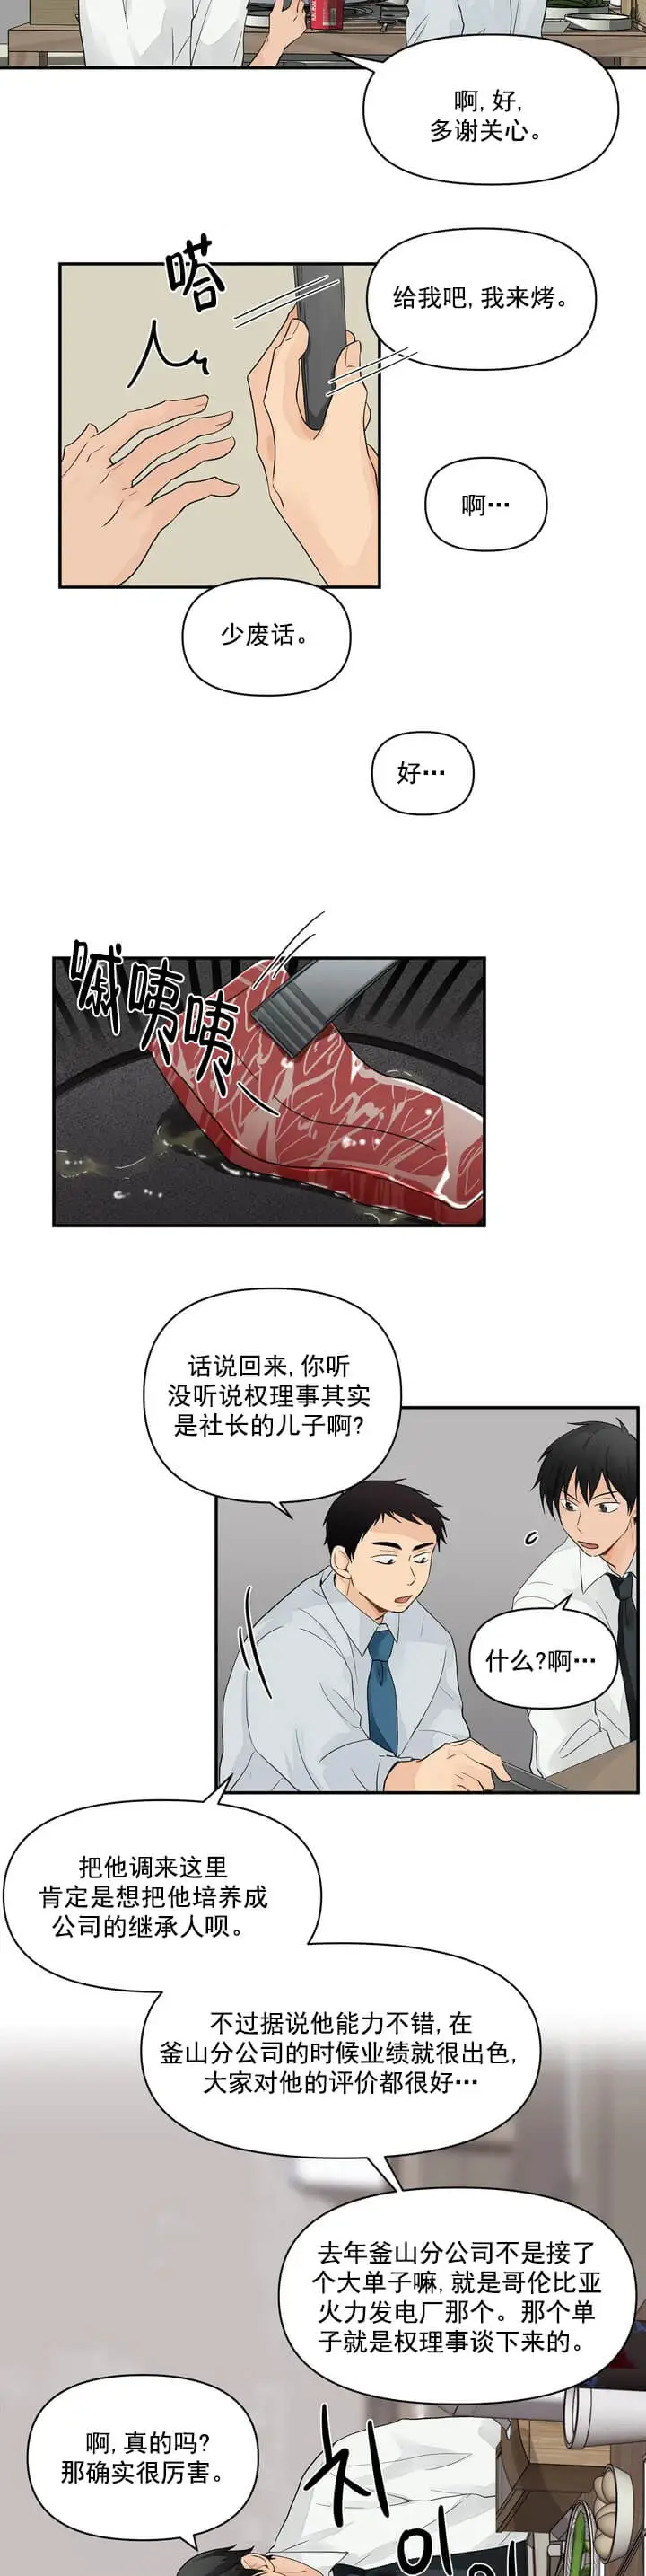 啊,好,
多谢关心。
嗒
给我吧,我来烤。
啊…
少废话。
好…
嘁咦咦
话说回来,你听
没听说权理事其实
是社长的儿子啊?
什么?啊…
把他调来这里
肯定是想把他培养成
公司的继承人呗。
不过据说他能力不错,在
釜山分公司的时候业绩就很出色,
大家对他的评价都很好…
去年釜山分公司不是接了
个大单子嘛,就是哥伦比亚
火力发电厂那个。那个单
子就是权理事谈下来的。
啊,真的吗?
那确实很厉害。
치이이